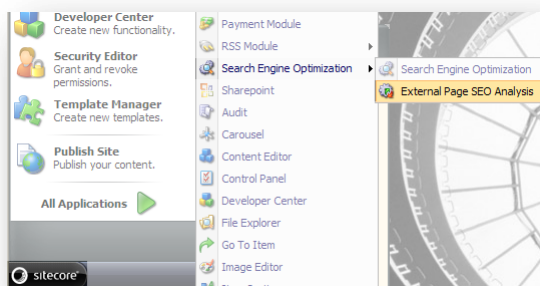 Developer Center
Create new functionality.
Security Editor
Grant and revoke
permissions.
Template Manager
Create new templates.
Publish Site
Publish your content.
All Applications
sitecore
Payment Module
RSS Module
Search Engine Optimization
Sharepoint
Audit
Carousel
Content Editor
Control Panel
Developer Center
File Explorer
Go To Item
Image Editor
Search Engine Optimization
External Page SEO Analysis